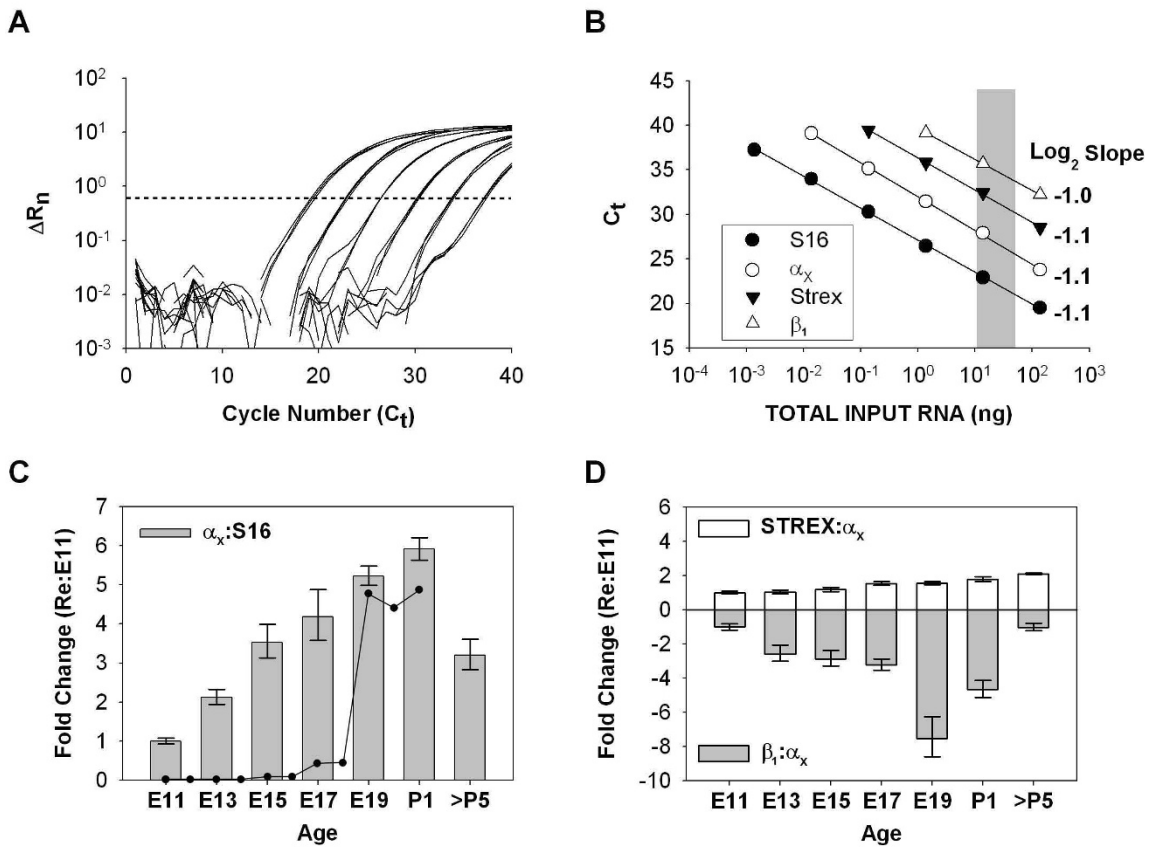 A
10²
10¹
10⁰
10⁻¹
10⁻²
10⁻³
ΔRn
0 10 20 30 40
Cycle Number (Ct)
B
45
40
35
30
25
20
15
Ct
S16
αX
Strex
β1
Log2 Slope
-1.0
-1.1
-1.1
-1.1
10⁻⁴ 10⁻³ 10⁻² 10⁻¹ 10⁰ 10¹ 10² 10³
TOTAL INPUT RNA (ng)
C
7
6
5
4
3
2
1
0
Fold Change (Re:E11)
αx:S16
E11 E13 E15 E17 E19 P1 >P5
Age
D
6
4
2
0
-2
-4
-6
-8
-10
Fold Change (Re:E11)
STREX:αx
β1:αx
E11 E13 E15 E17 E19 P1 >P5
Age